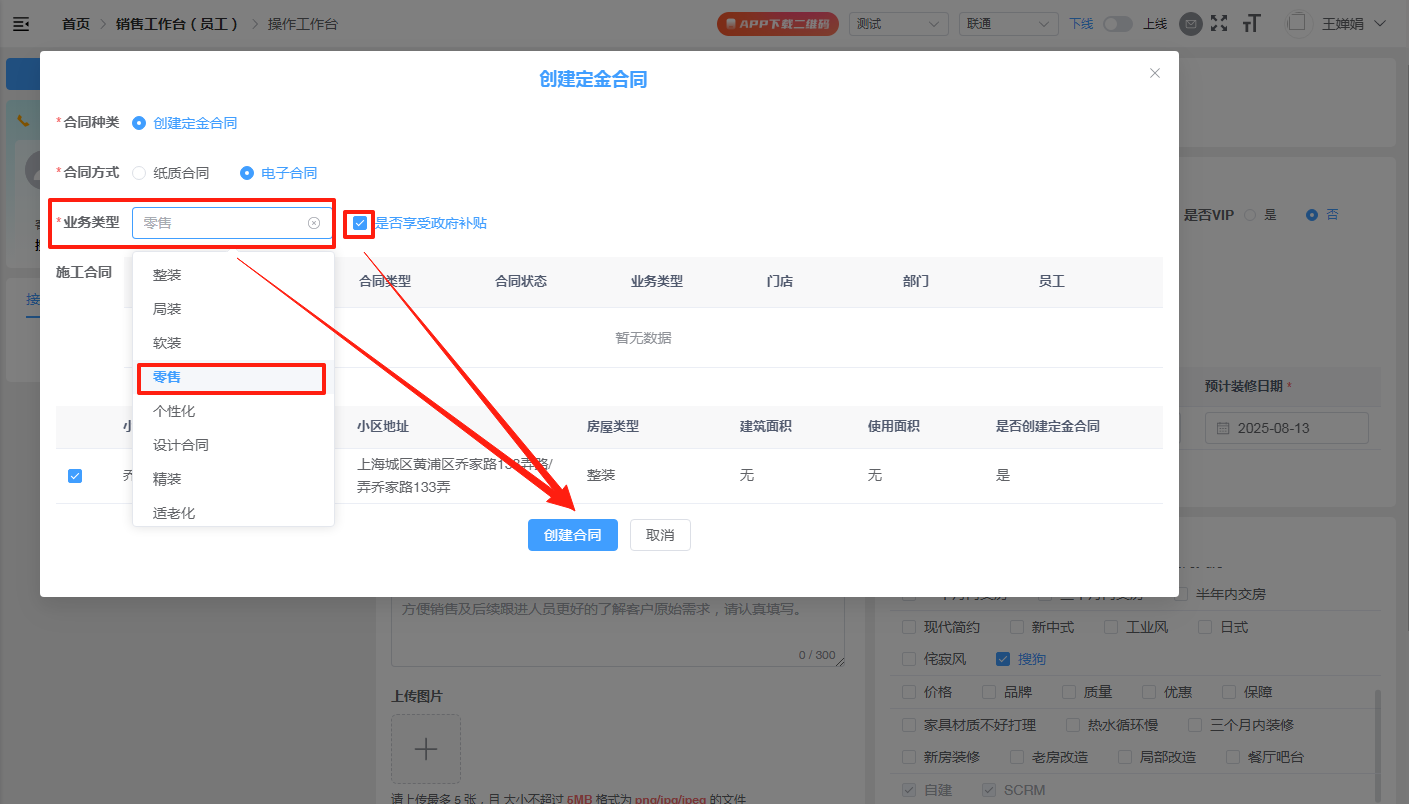 首页 > 销售工作台（员工） > 操作工作台
APP下载二维码 测试 联通 下线 上线 王婵娟
创建定金合同
*合同种类 创建定金合同
*合同方式 纸质合同 电子合同
*业务类型 零售 是否享受政府补贴
是否VIP 是 否
施工合同 合同类型 合同状态 业务类型 门店 部门 员工
接
暂无数据
整装
局装
软装
零售
个性化
设计合同
精装
适老化
预计装修日期 *
2025-08-13
小区地址 房屋类型 建筑面积 使用面积 是否创建定金合同
上海城区黄浦区乔家路133弄路/
弄乔家路133弄
乔 整装 无 无 是
创建合同 取消
半年内交房
方便销售及后续跟进人员更好的了解客户原始需求，请认真填写。
0 / 300
现代简约 新中式 工业风 日式
侘寂风 搜狗
价格 品牌 质量 优惠 保障
上传图片
家具材质不好打理 热水循环慢 三个月内装修
新房装修 老房改造 局部改造 餐厅吧台
自建 SCRM
请上传最多 5 张，且 大小不超过 6MB 格式为 png/jpg/jpeg 的文件